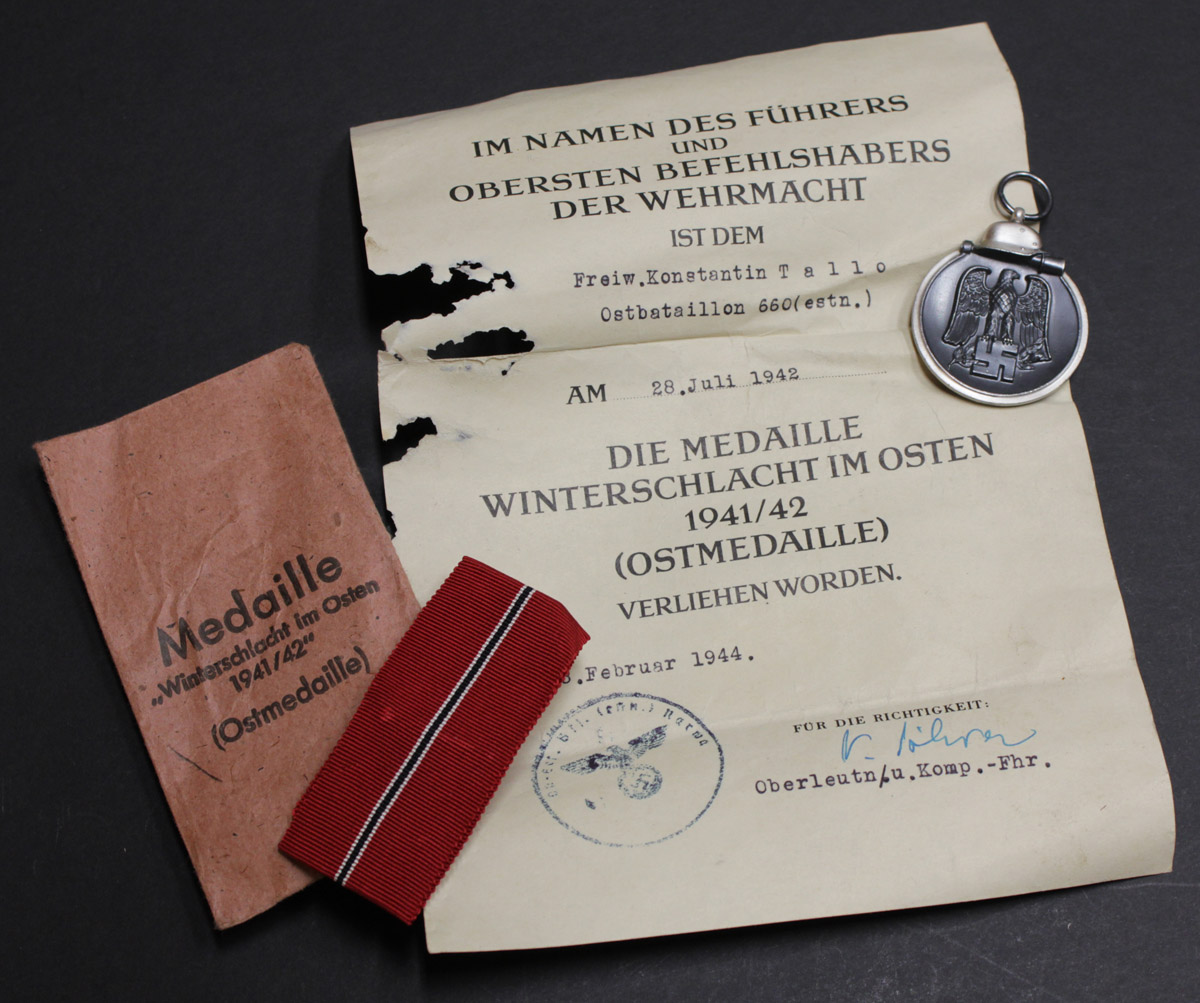 IM NAMEN DES FÜHRERS
UND
OBERSTEN BEFEHLSHABERS
DER WEHRMACHT
IST DEM
Freiw.Konstantin T a l l o
Ostbataillon 660(estn.)
AM 28.Juli 1942
DIE MEDAILLE
WINTERSCHLACHT IM OSTEN
1941/42
(OSTMEDAILLE)
VERLIEHEN WORDEN.
.Februar 1944.
FÜR DIE RICHTIGKEIT:
Oberleutn/.u. Komp.-Fhr.
Narwa
Medaille
„Winterschlacht im Osten
1941/42"
(Ostmedaille)